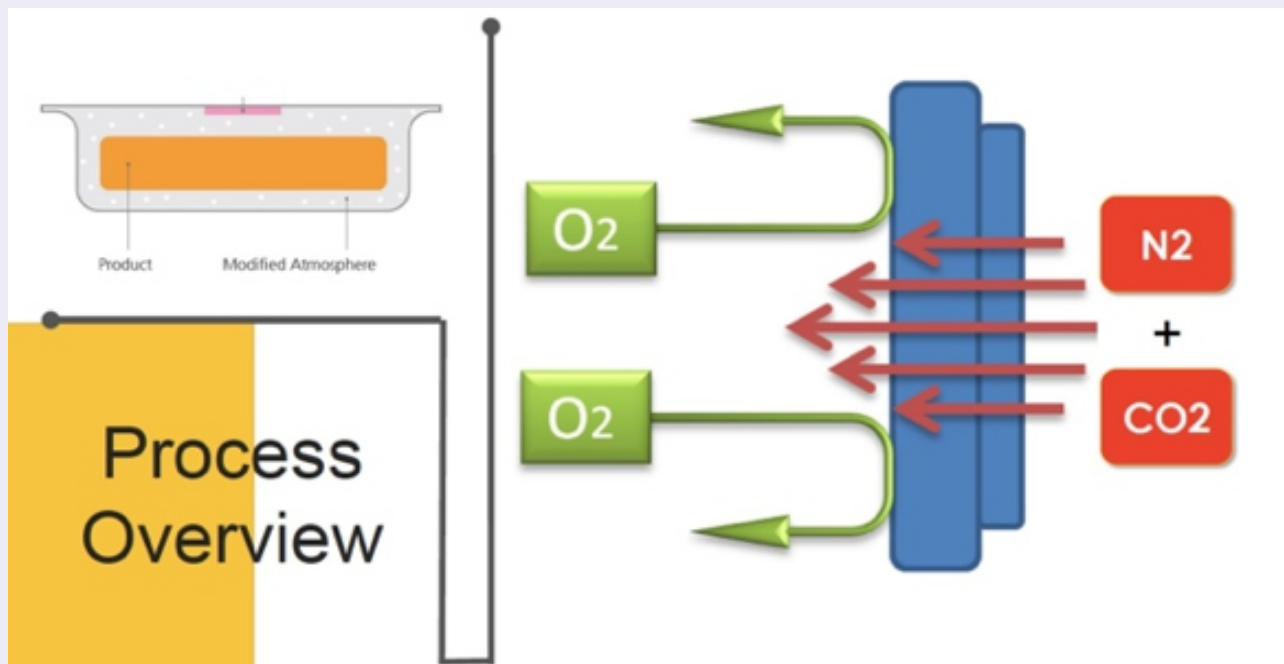 Product Modified Atmosphere
Process
Overview
O2
O2
N2
+
CO2